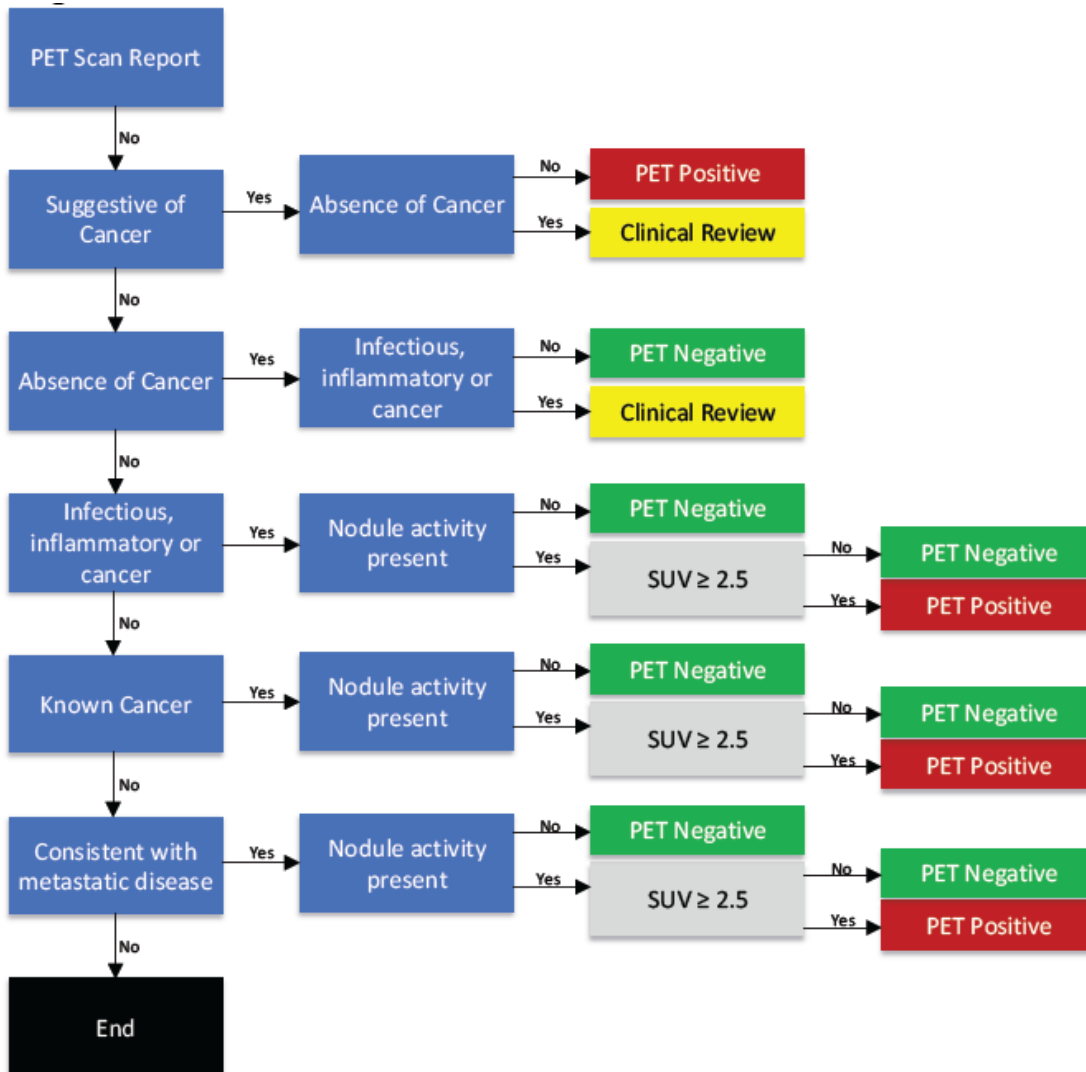 PET Scan Report
No
Suggestive of
Cancer
Yes
Absence of Cancer
No
PET Positive
Yes
Clinical Review
No
Absence of Cancer
Yes
Infectious,
inflammatory or
cancer
No
PET Negative
Yes
Clinical Review
No
Infectious,
inflammatory or
cancer
Yes
Nodule activity
present
No
PET Negative
Yes
SUV ≥ 2.5
No
PET Negative
Yes
PET Positive
No
Known Cancer
Yes
Nodule activity
present
No
PET Negative
Yes
SUV ≥ 2.5
No
PET Negative
Yes
PET Positive
No
Consistent with
metastatic disease
Yes
Nodule activity
present
No
PET Negative
Yes
SUV ≥ 2.5
No
PET Negative
Yes
PET Positive
No
End